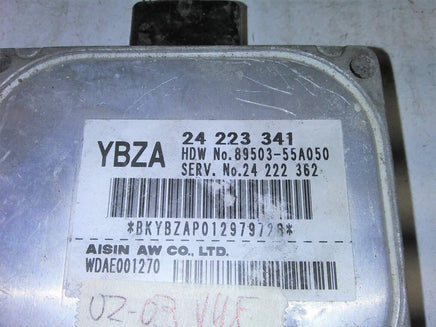 24 223 341
YBZA HDW No.89503-55A050
SERV. No.24 222 362
*BKYBZAP012979728*
AISIN AW CO., LTD.
WDAE001270
02-03 VUE